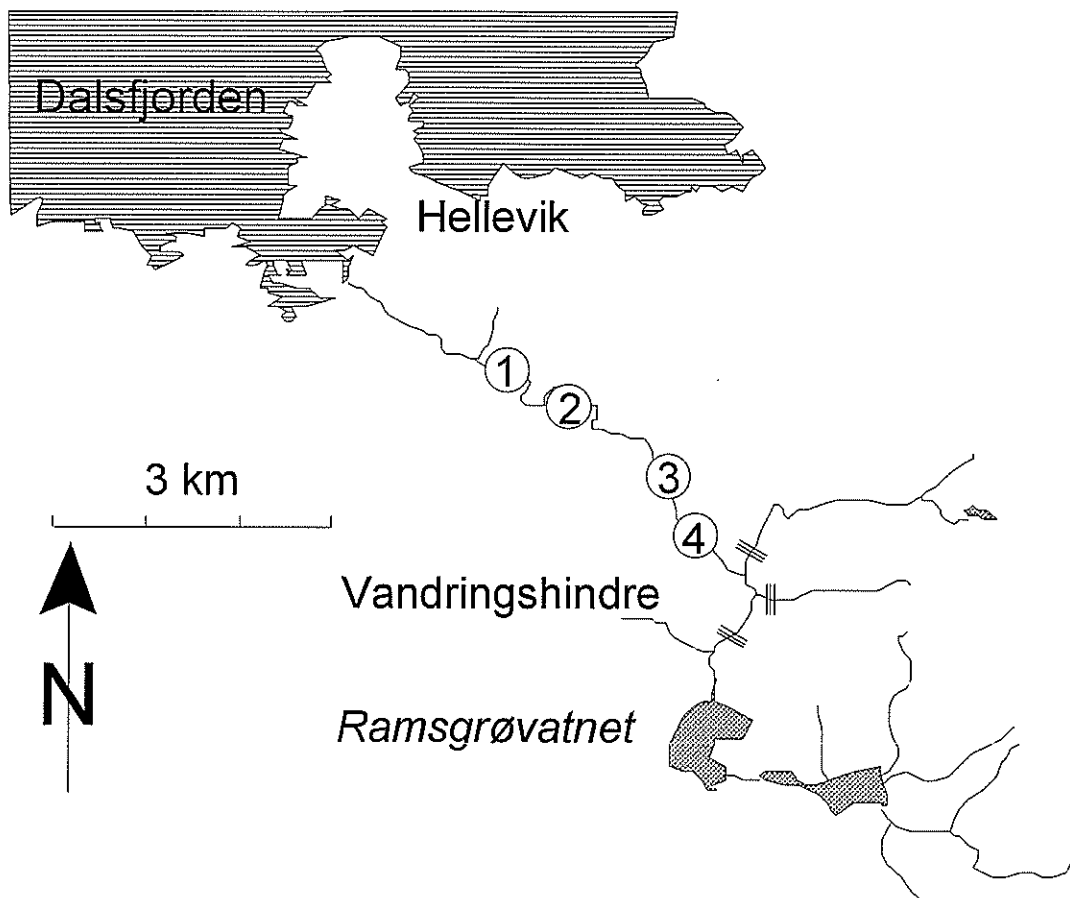 Dalsfjorden
Hellevik
1
2
3
4
3 km
Vandringshindre
N
Ramsgrøvatnet